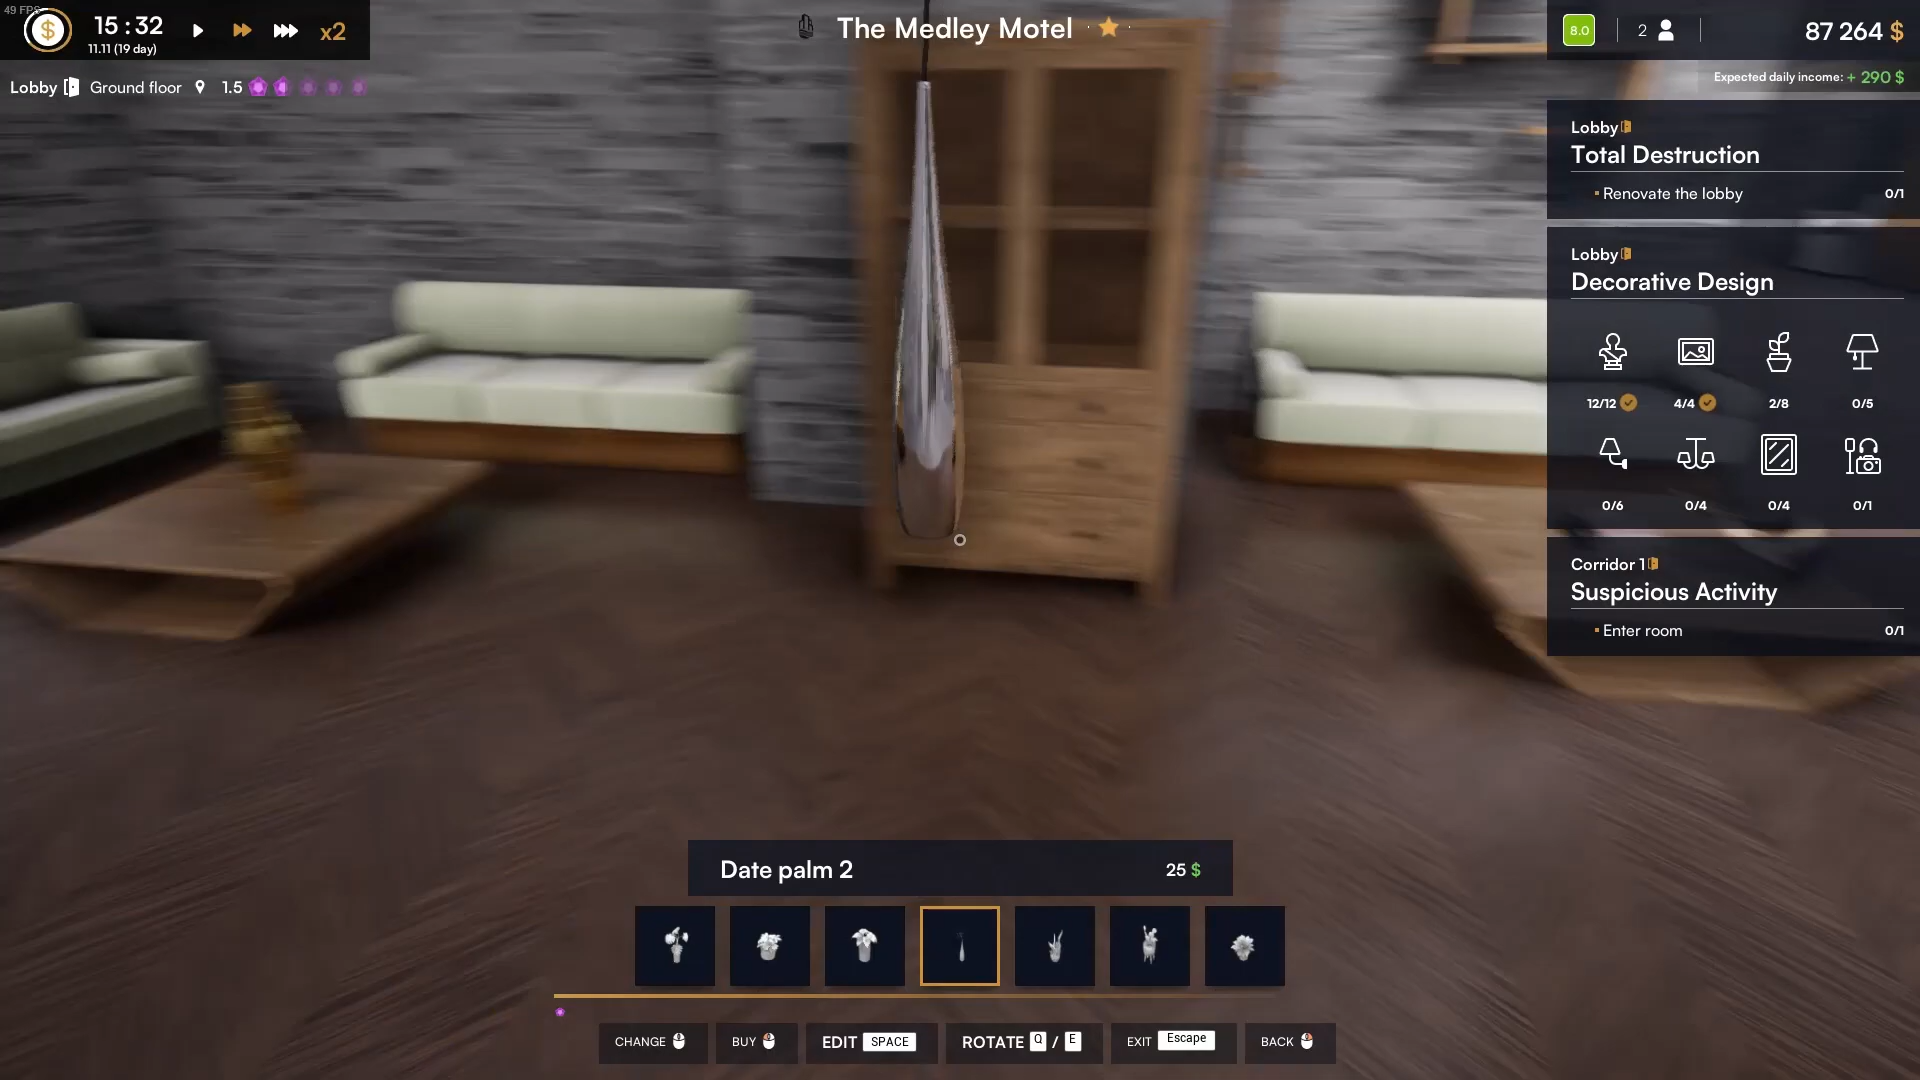 49 FPS
15 : 32
11.11 (19 day)
x2
The Medley Motel
8.0
2
87 264 $
Expected daily income: + 290 $
Lobby Ground floor 1.5
Lobby
Total Destruction
Renovate the lobby 0/1
Lobby
Decorative Design
12/12 4/4 2/8 0/5
0/6 0/4 0/4 0/1
Corridor 1
Suspicious Activity
Enter room 0/1
Date palm 2 25 $
CHANGE BUY EDIT SPACE ROTATE Q / E EXIT Escape BACK